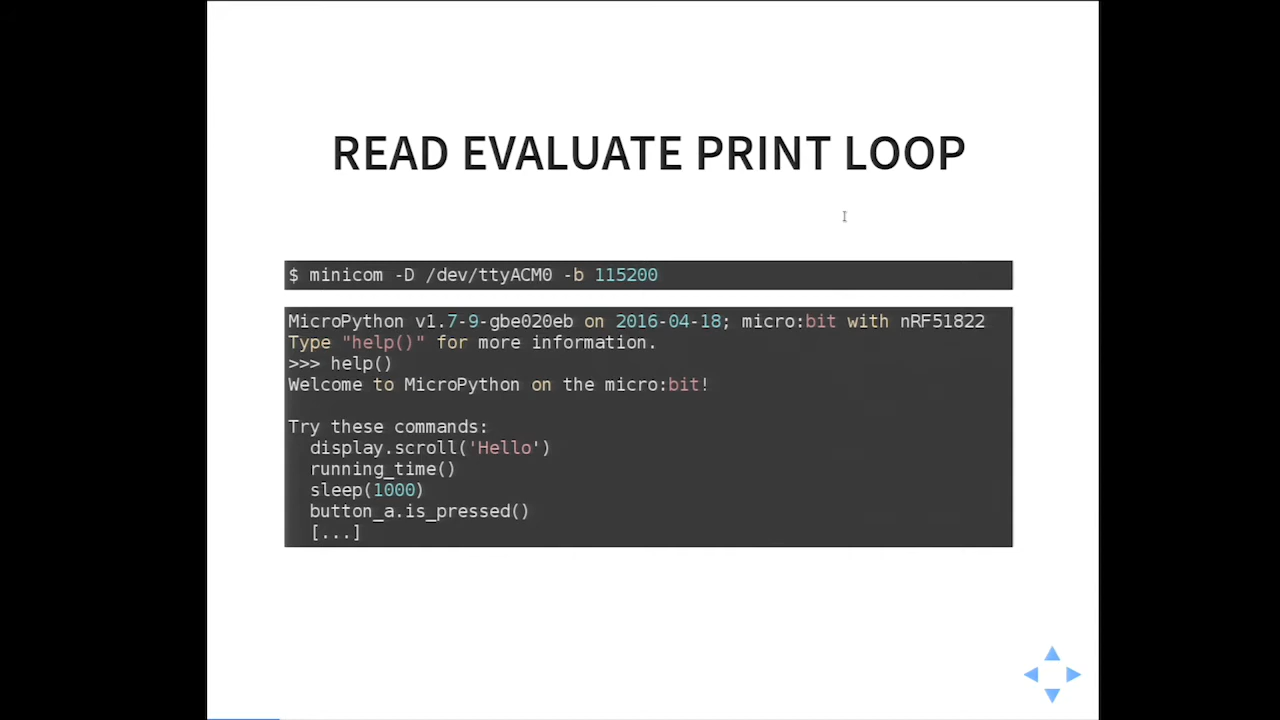 READ EVALUATE PRINT LOOP
$ minicom -D /dev/ttyACM0 -b 115200
MicroPython v1.7-9-gbe020eb on 2016-04-18; micro:bit with nRF51822
Type "help()" for more information.
>>> help()
Welcome to MicroPython on the micro:bit!
Try these commands:
display.scroll('Hello')
running_time()
sleep(1000)
button_a.is_pressed()
[...]